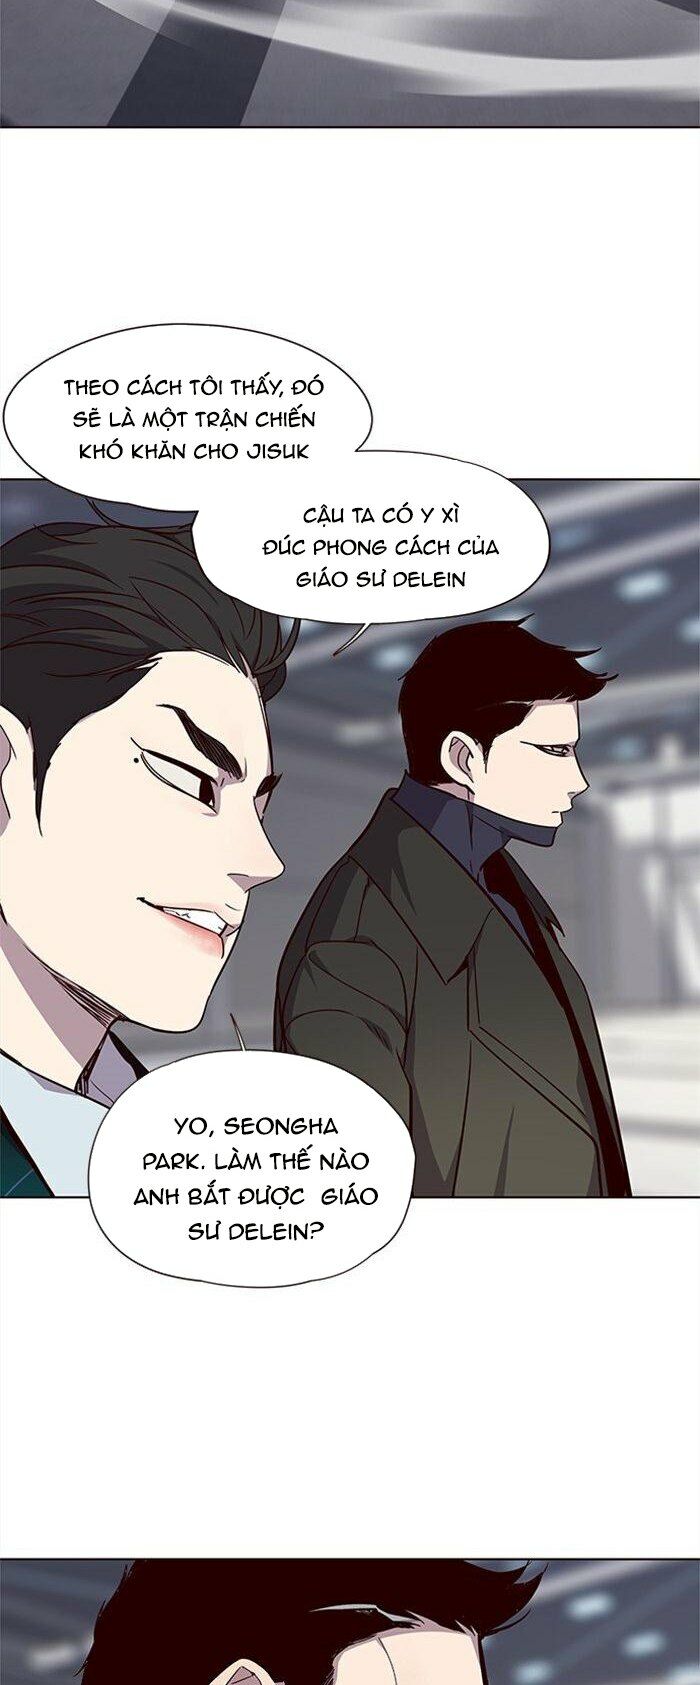 THEO CÁCH TÔI THẤY, ĐÓ
SẼ LÀ MỘT TRẬN CHIẾN
KHÓ KHĂN CHO JISUK
CẬU TA CÓ Y XÌ
ĐÚC PHONG CÁCH CỦA
GIÁO SƯ DELEIN
YO, SEONGHA
PARK. LÀM THẾ NÀO
ANH BẮT ĐƯỢC GIÁO
SƯ DELEIN?